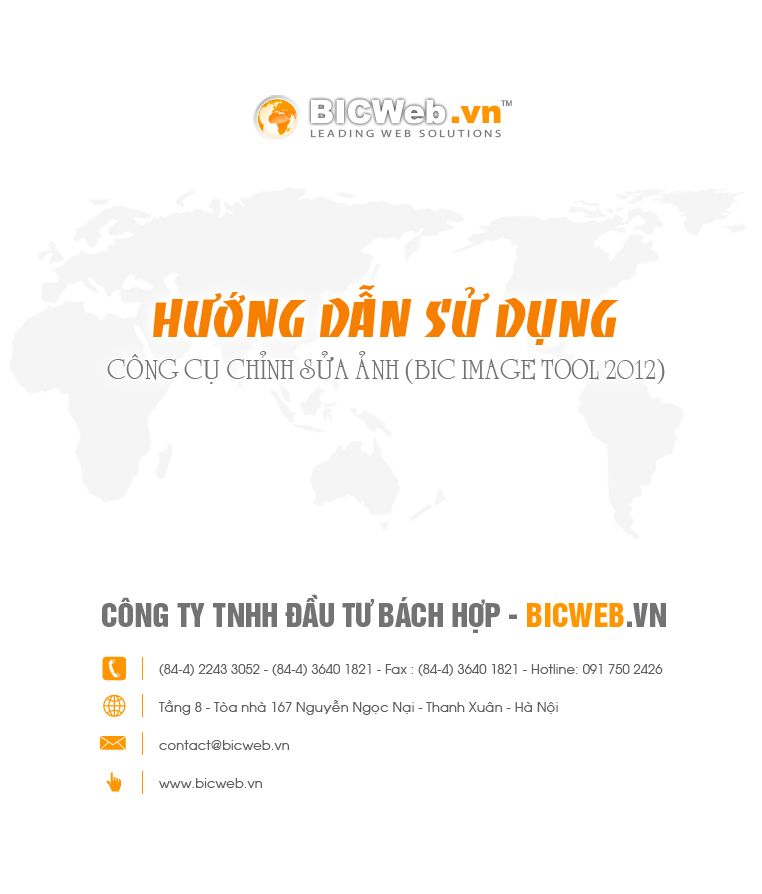 BICWeb.vn™
LEADING WEB SOLUTIONS
HƯỚNG DẪN SỬ DỤNG
CÔNG CỤ CHỈNH SỬA ẢNH (BIC IMAGE TOOL 2012)
CÔNG TY TNHH ĐẦU TƯ BÁCH HỢP - BICWEB.VN
(84-4) 2243 3052 - (84-4) 3640 1821 - Fax : (84-4) 3640 1821 - Hotline: 091 750 2426
Tầng 8 - Tòa nhà 167 Nguyễn Ngọc Nại - Thanh Xuân - Hà Nội
contact@bicweb.vn
www.bicweb.vn